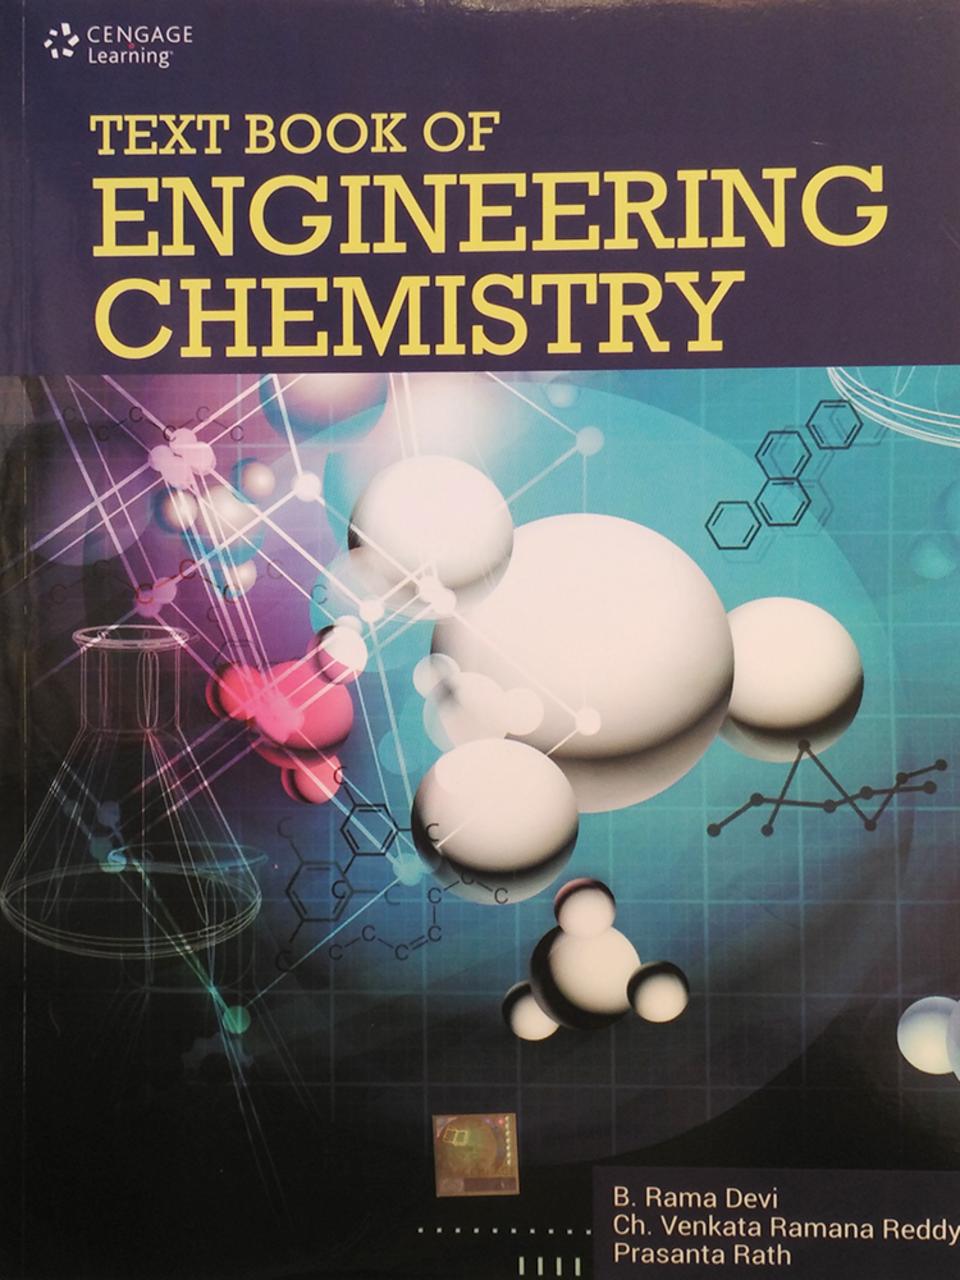 CENGAGE
Learning
TEXT BOOK OF
ENGINEERING
CHEMISTRY
B. Rama Devi
Ch. Venkata Ramana Reddy
Prasanta Rath